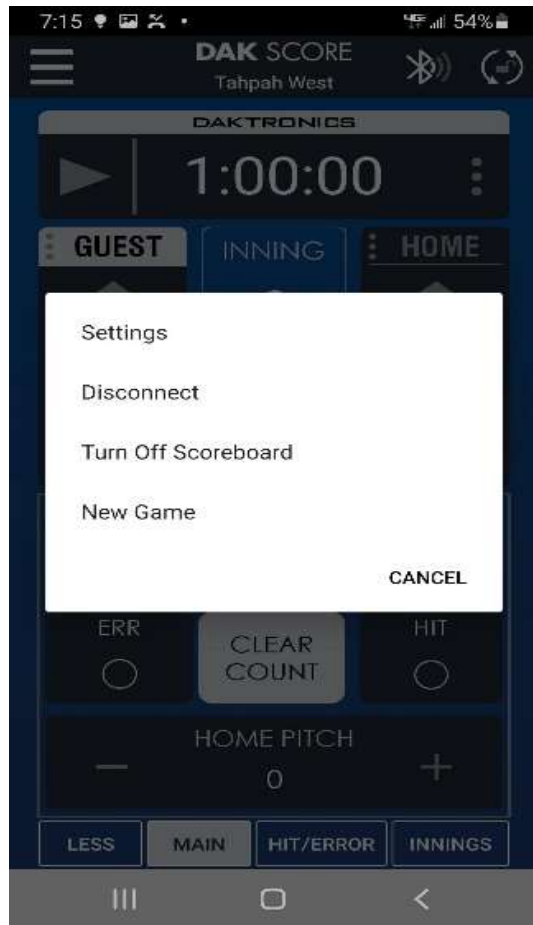 7:15 54%
DAK SCORE
Tahpah West
DAKTRONICS
1:00:00
GUEST INNING HOME
Settings
Disconnect
Turn Off Scoreboard
New Game
CANCEL
ERR CLEAR COUNT HIT
HOME PITCH
0
LESS MAIN HIT/ERROR INNINGS